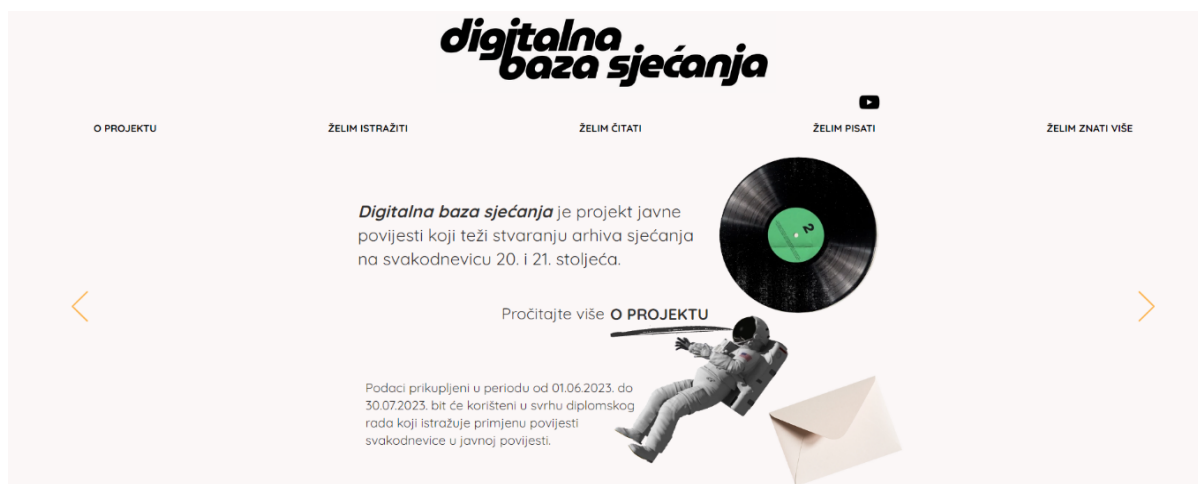 digitalna
baza sjećanja
O PROJEKTU ŽELIM ISTRAŽITI ŽELIM ČITATI ŽELIM PISATI ŽELIM ZNATI VIŠE
Digitalna baza sjećanja je projekt javne
povijesti koji teži stvaranju arhiva sjećanja
na svakodnevicu 20. i 21. stoljeća.
2
Pročitajte više O PROJEKTU
Podaci prikupljeni u periodu od 01.06.2023. do
30.07.2023. bit će korišteni u svrhu diplomskog
rada koji istražuje primjenu povijesti
svakodnevice u javnoj povijesti.